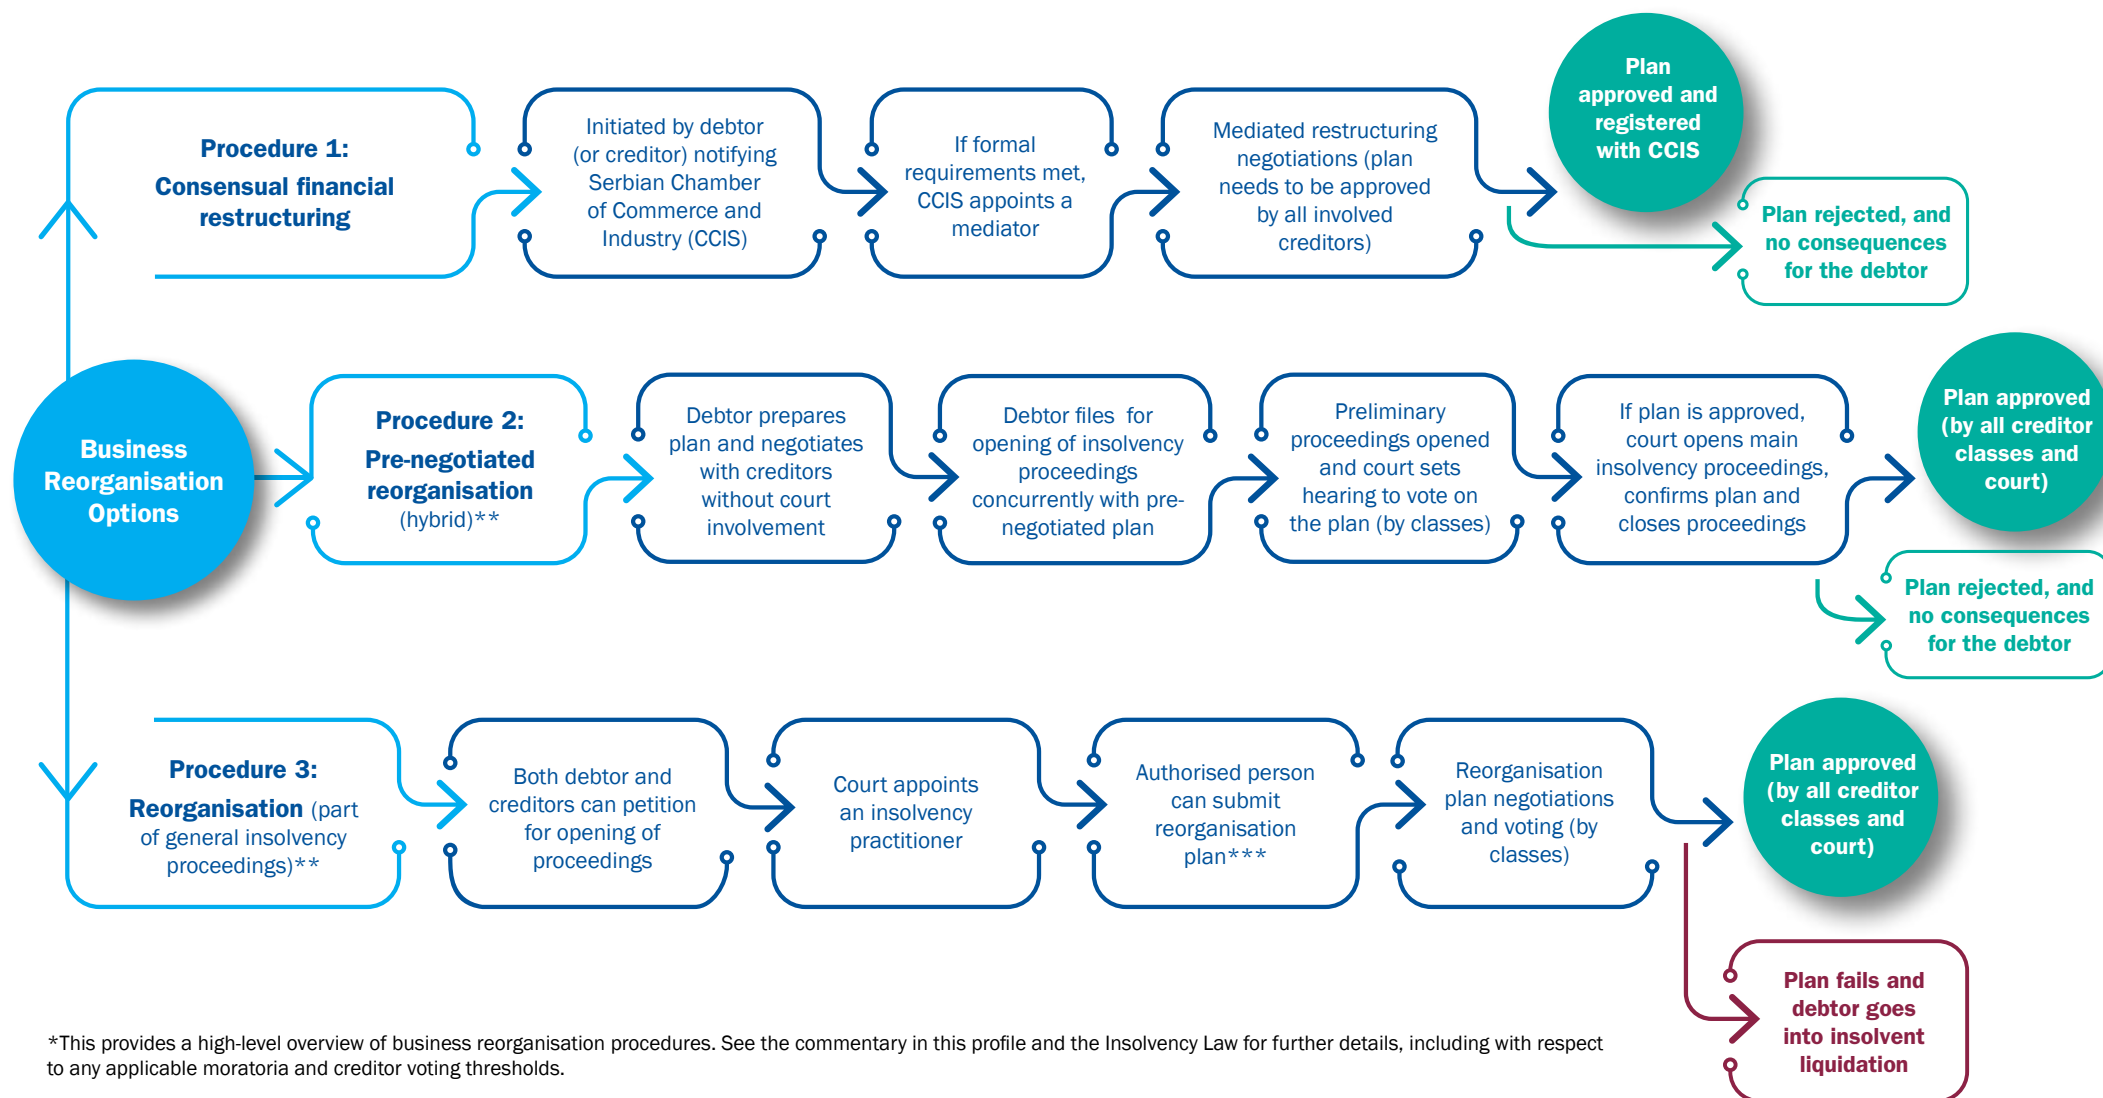 Business
Reorganisation
Options
Procedure 1:
Consensual financial
restructuring
Initiated by debtor
(or creditor) notifying
Serbian Chamber
of Commerce and
Industry (CCIS)
If formal
requirements met,
CCIS appoints a
mediator
Mediated restructuring
negotiations (plan
needs to be approved
by all involved
creditors)
Plan
approved and
registered
with CCIS
Plan rejected, and
no consequences
for the debtor
Procedure 2:
Pre-negotiated
reorganisation
(hybrid)**
Debtor prepares
plan and negotiates
with creditors
without court
involvement
Debtor files for
opening of insolvency
proceedings
concurrently with pre-
negotiated plan
Preliminary
proceedings opened
and court sets
hearing to vote on
the plan (by classes)
If plan is approved,
court opens main
insolvency proceedings,
confirms plan and
closes proceedings
Plan approved
(by all creditor
classes and
court)
Plan rejected, and
no consequences
for the debtor
Procedure 3:
Reorganisation (part
of general insolvency
proceedings)**
Both debtor and
creditors can petition
for opening of
proceedings
Court appoints
an insolvency
practitioner
Authorised person
can submit
reorganisation
plan***
Reorganisation
plan negotiations
and voting (by
classes)
Plan approved
(by all creditor
classes and
court)
Plan fails and
debtor goes
into insolvent
liquidation
*This provides a high-level overview of business reorganisation procedures. See the commentary in this profile and the Insolvency Law for further details, including with respect
to any applicable moratoria and creditor voting thresholds.